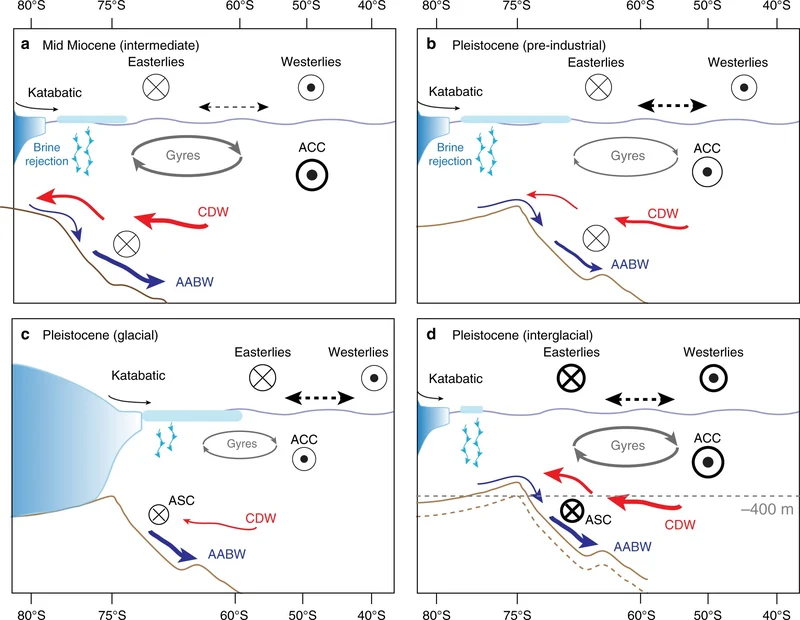 80°S 75°S 60°S 50°S 40°S 80°S 75°S 60°S 50°S 40°S
a Mid Miocene (intermediate)
Easterlies Westerlies
Katabatic
Brine
rejection
Gyres
ACC
CDW
AABW
b Pleistocene (pre-industrial)
Easterlies Westerlies
Katabatic
Brine
rejection
Gyres
ACC
CDW
AABW
c Pleistocene (glacial)
Easterlies Westerlies
Katabatic
Gyres
ACC
ASC
CDW
AABW
d Pleistocene (interglacial)
Easterlies Westerlies
Katabatic
Gyres
ACC
–400 m
ASC
CDW
AABW
80°S 75°S 60°S 50°S 40°S 80°S 75°S 60°S 50°S 40°S